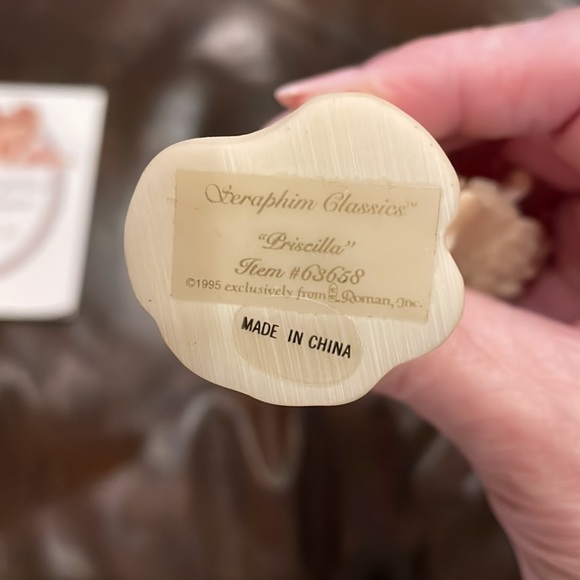 Seraphim Classics™
"Priscilla"
Item #63658
©1995 exclusively from Roman, Inc.
MADE IN CHINA